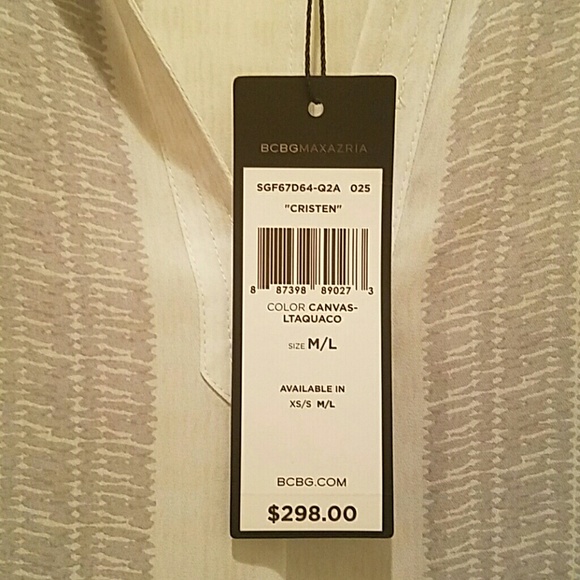 BCBGMAXAZRIA
SGF67D64-Q2A 025
"CRISTEN"
8 87398 89027 3
COLOR CANVAS-
LTAQUACO
SIZE M/L
AVAILABLE IN
XS/S M/L
BCBG.COM
$298.00